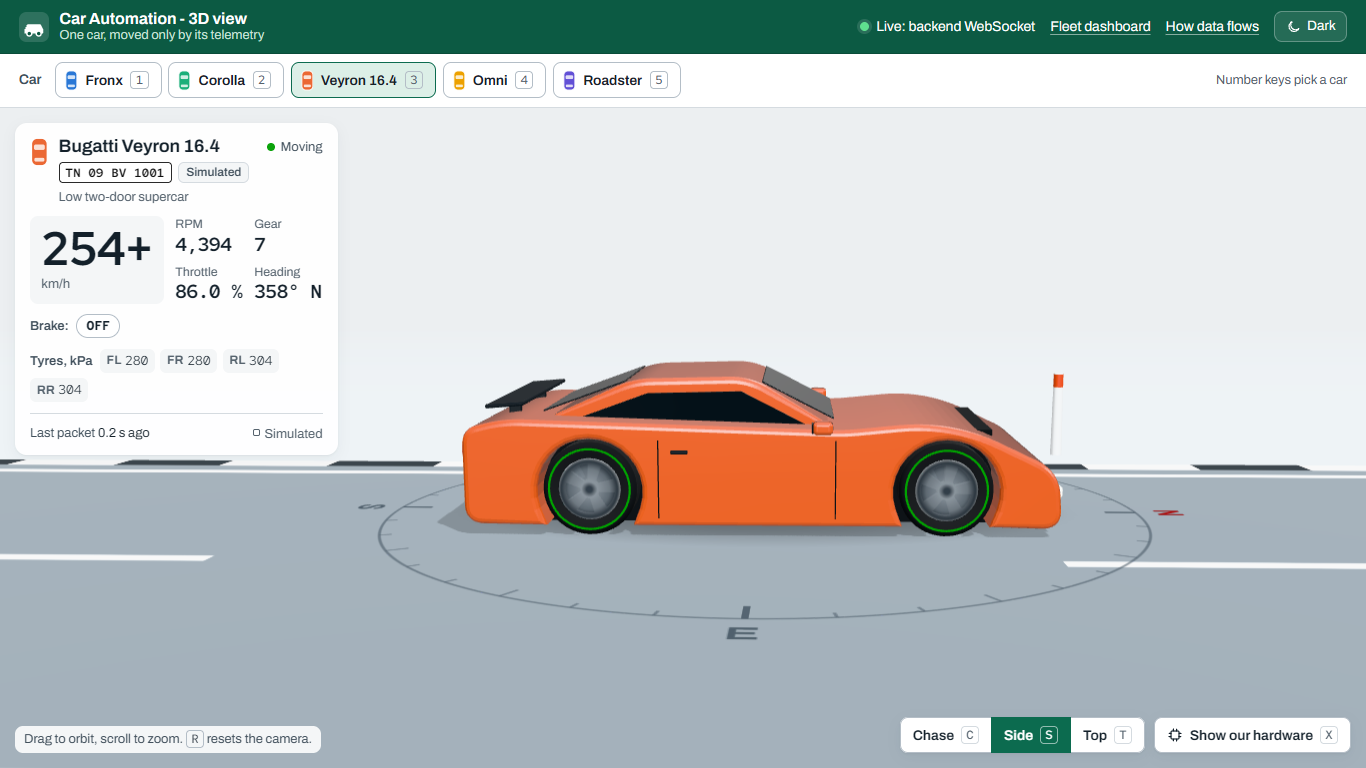 Car Automation - 3D view
One car, moved only by its telemetry
Live: backend WebSocket
Fleet dashboard
How data flows
Dark
Car
Fronx 1
Corolla 2
Veyron 16.4 3
Omni 4
Roadster 5
Number keys pick a car
Bugatti Veyron 16.4
Moving
TN 09 BV 1001
Simulated
Low two-door supercar
254+
km/h
RPM
4,394
Gear
7
Throttle
86.0 %
Heading
358° N
Brake: OFF
Tyres, kPa FL 280 FR 280 RL 304
RR 304
Last packet 0.2 s ago
Simulated
S
N
E
Drag to orbit, scroll to zoom. R resets the camera.
Chase C
Side S
Top T
Show our hardware X